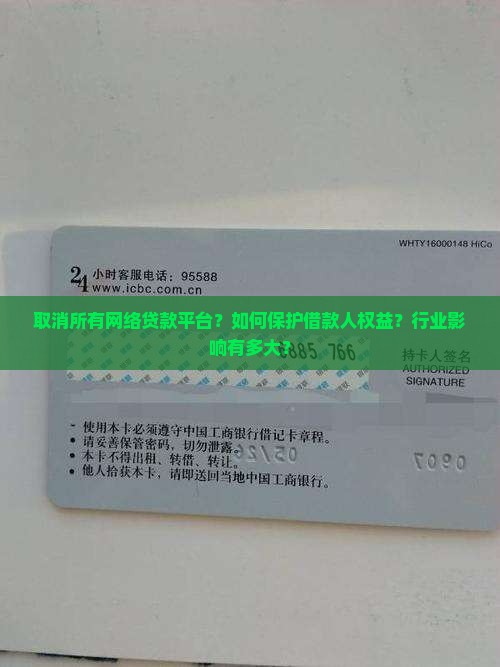 WHTY16000148 HiCo
24小时客服电话：95588
www.icbc.com.cn
取消所有网络贷款平台？如何保护借款人权益？行业影
响有多大？
885 766
持卡人签名
AUTHORIZED
SIGNATURE
- 使用本卡必须遵守中国工商银行借记卡章程。
• 请妥善保管密码，切勿泄露。
• 本卡不得出租、转借、转让。
• 他人拾获本卡，请即送回当地中国工商银行。
05/26
0907